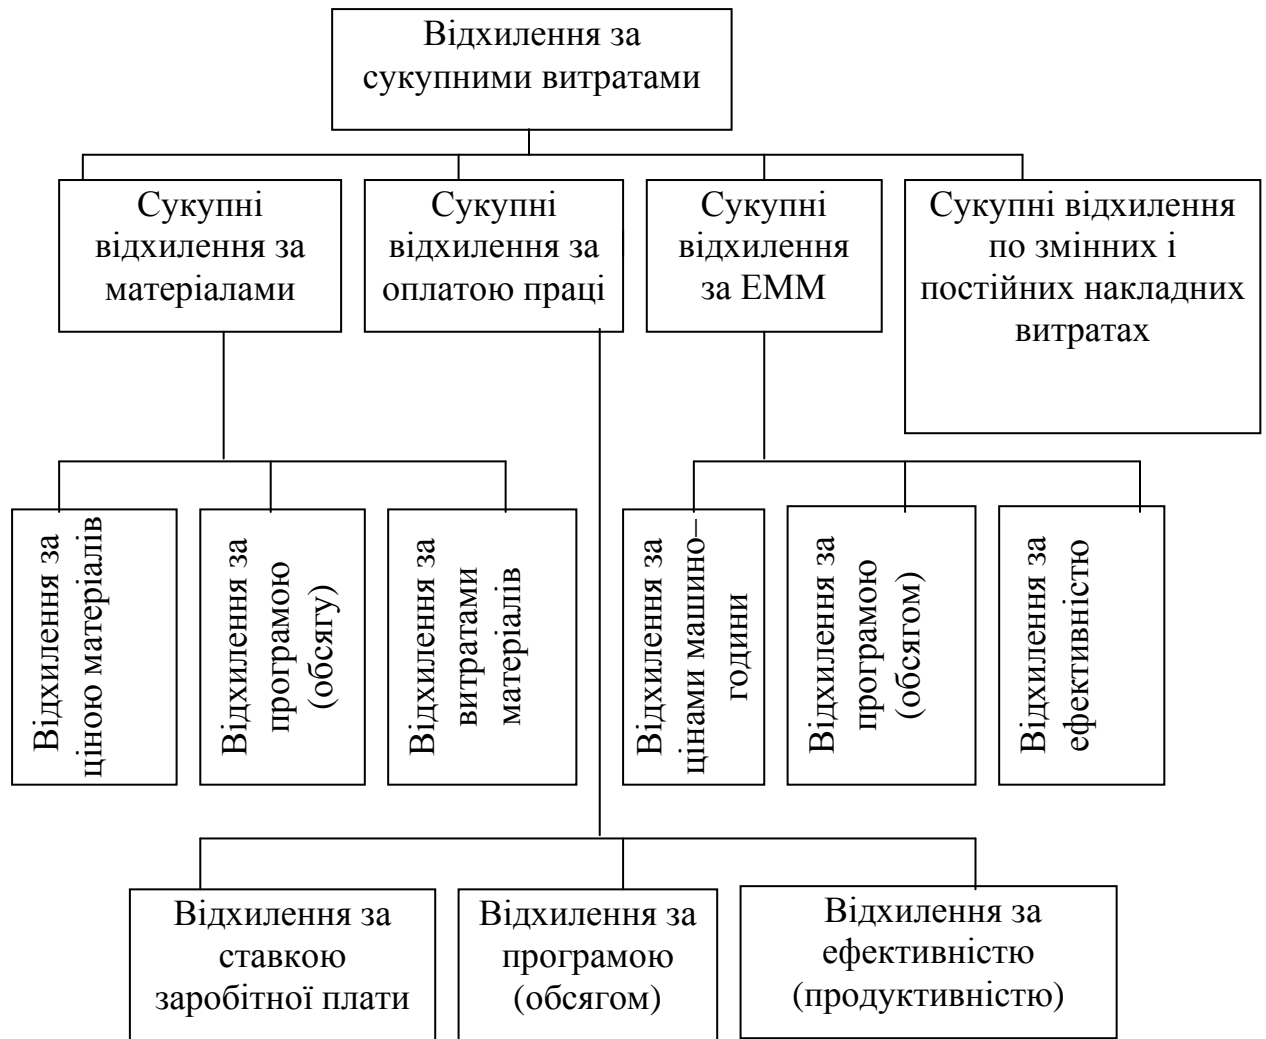 Відхилення за
сукупними витратами
Сукупні
відхилення за
матеріалами
Сукупні
відхилення за
оплатою праці
Сукупні
відхилення
за ЕММ
Сукупні відхилення
по змінних і
постійних накладних
витратах
Відхилення за
ціною матеріалів
Відхилення за
програмою
(обсягу)
Відхилення за
витратами
матеріалів
Відхилення за
цінами машино–
години
Відхилення за
програмою
(обсягом)
Відхилення за
ефективністю
Відхилення за
ставкою
заробітної плати
Відхилення за
програмою
(обсягом)
Відхилення за
ефективністю
(продуктивністю)